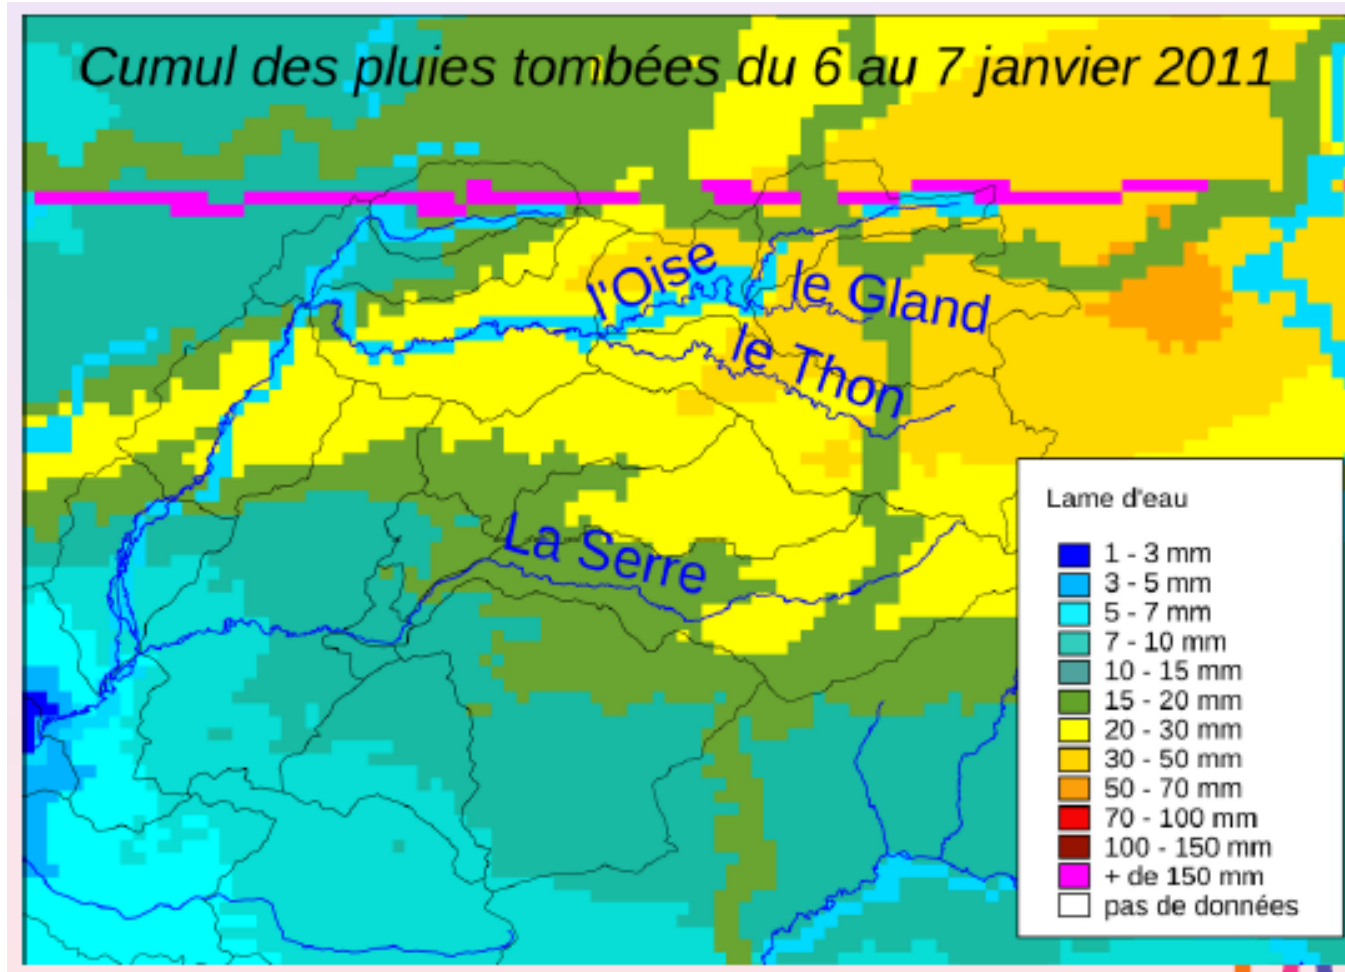 Cumul des pluies tombées du 6 au 7 janvier 2011
l'Oise
le Gland
le Thon
La Serre
Lame d'eau
1 - 3 mm
3 - 5 mm
5 - 7 mm
7 - 10 mm
10 - 15 mm
15 - 20 mm
20 - 30 mm
30 - 50 mm
50 - 70 mm
70 - 100 mm
100 - 150 mm
+ de 150 mm
pas de données